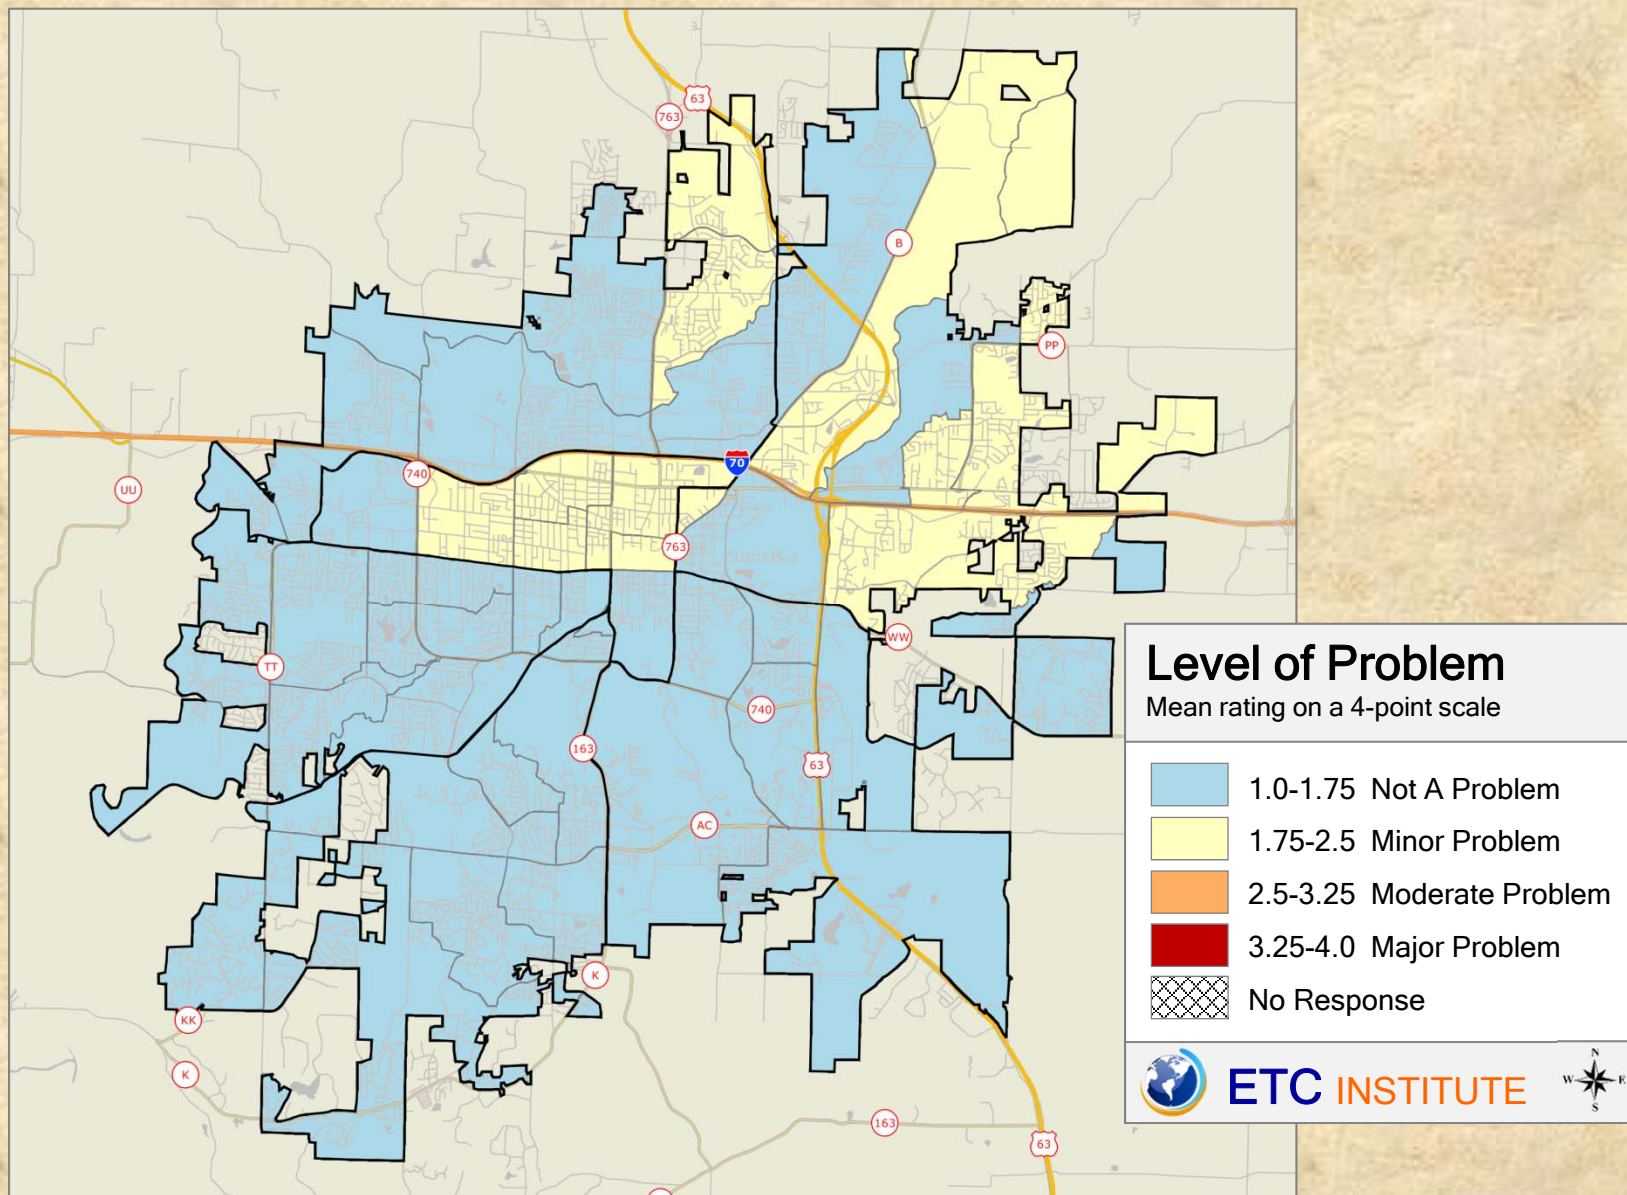 63
763
B
PP
70
740
UU
763
WW
TT
740
163
63
AC
K
KK
K
163
63
Level of Problem
Mean rating on a 4-point scale
1.0-1.75 Not A Problem
1.75-2.5 Minor Problem
2.5-3.25 Moderate Problem
3.25-4.0 Major Problem
No Response
ETC INSTITUTE
N
W E
S